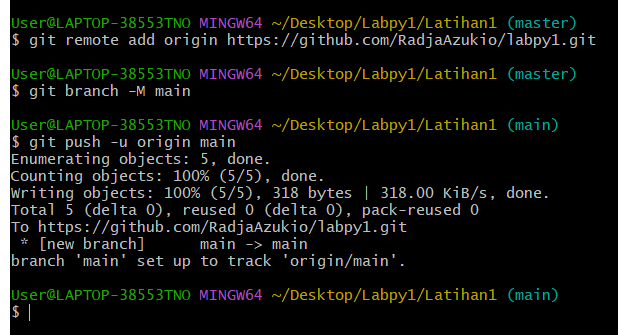 User@LAPTOP-38553TNO MINGW64 ~/Desktop/Labpy1/Latihan1 (master)
$ git remote add origin https://github.com/RadjaAzukio/labpy1.git
User@LAPTOP-38553TNO MINGW64 ~/Desktop/Labpy1/Latihan1 (master)
$ git branch -M main
User@LAPTOP-38553TNO MINGW64 ~/Desktop/Labpy1/Latihan1 (main)
$ git push -u origin main
Enumerating objects: 5, done.
Counting objects: 100% (5/5), done.
Writing objects: 100% (5/5), 318 bytes | 318.00 KiB/s, done.
Total 5 (delta 0), reused 0 (delta 0), pack-reused 0
To https://github.com/RadjaAzukio/labpy1.git
 * [new branch]      main -> main
branch 'main' set up to track 'origin/main'.
User@LAPTOP-38553TNO MINGW64 ~/Desktop/Labpy1/Latihan1 (main)
$